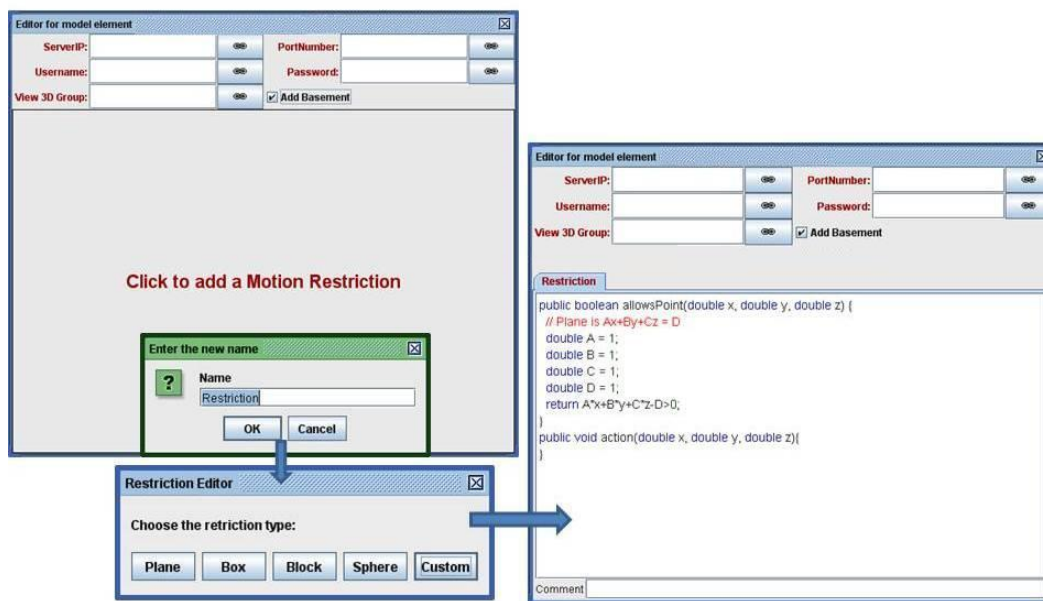 Editor for model element
ServerIP: PortNumber:
Username: Password:
View 3D Group: Add Basement
Click to add a Motion Restriction
Enter the new name
?
Name
Restriction
OK Cancel
Restriction Editor
Choose the retriction type:
Plane Box Block Sphere Custom
Editor for model element
ServerIP: PortNumber:
Username: Password:
View 3D Group: Add Basement
Restriction
public boolean allowsPoint(double x, double y, double z) {
// Plane is Ax+By+Cz = D
double A = 1;
double B = 1;
double C = 1;
double D = 1;
return A*x+B*y+C*z-D>0;
}
public void action(double x, double y, double z){
}
Comment